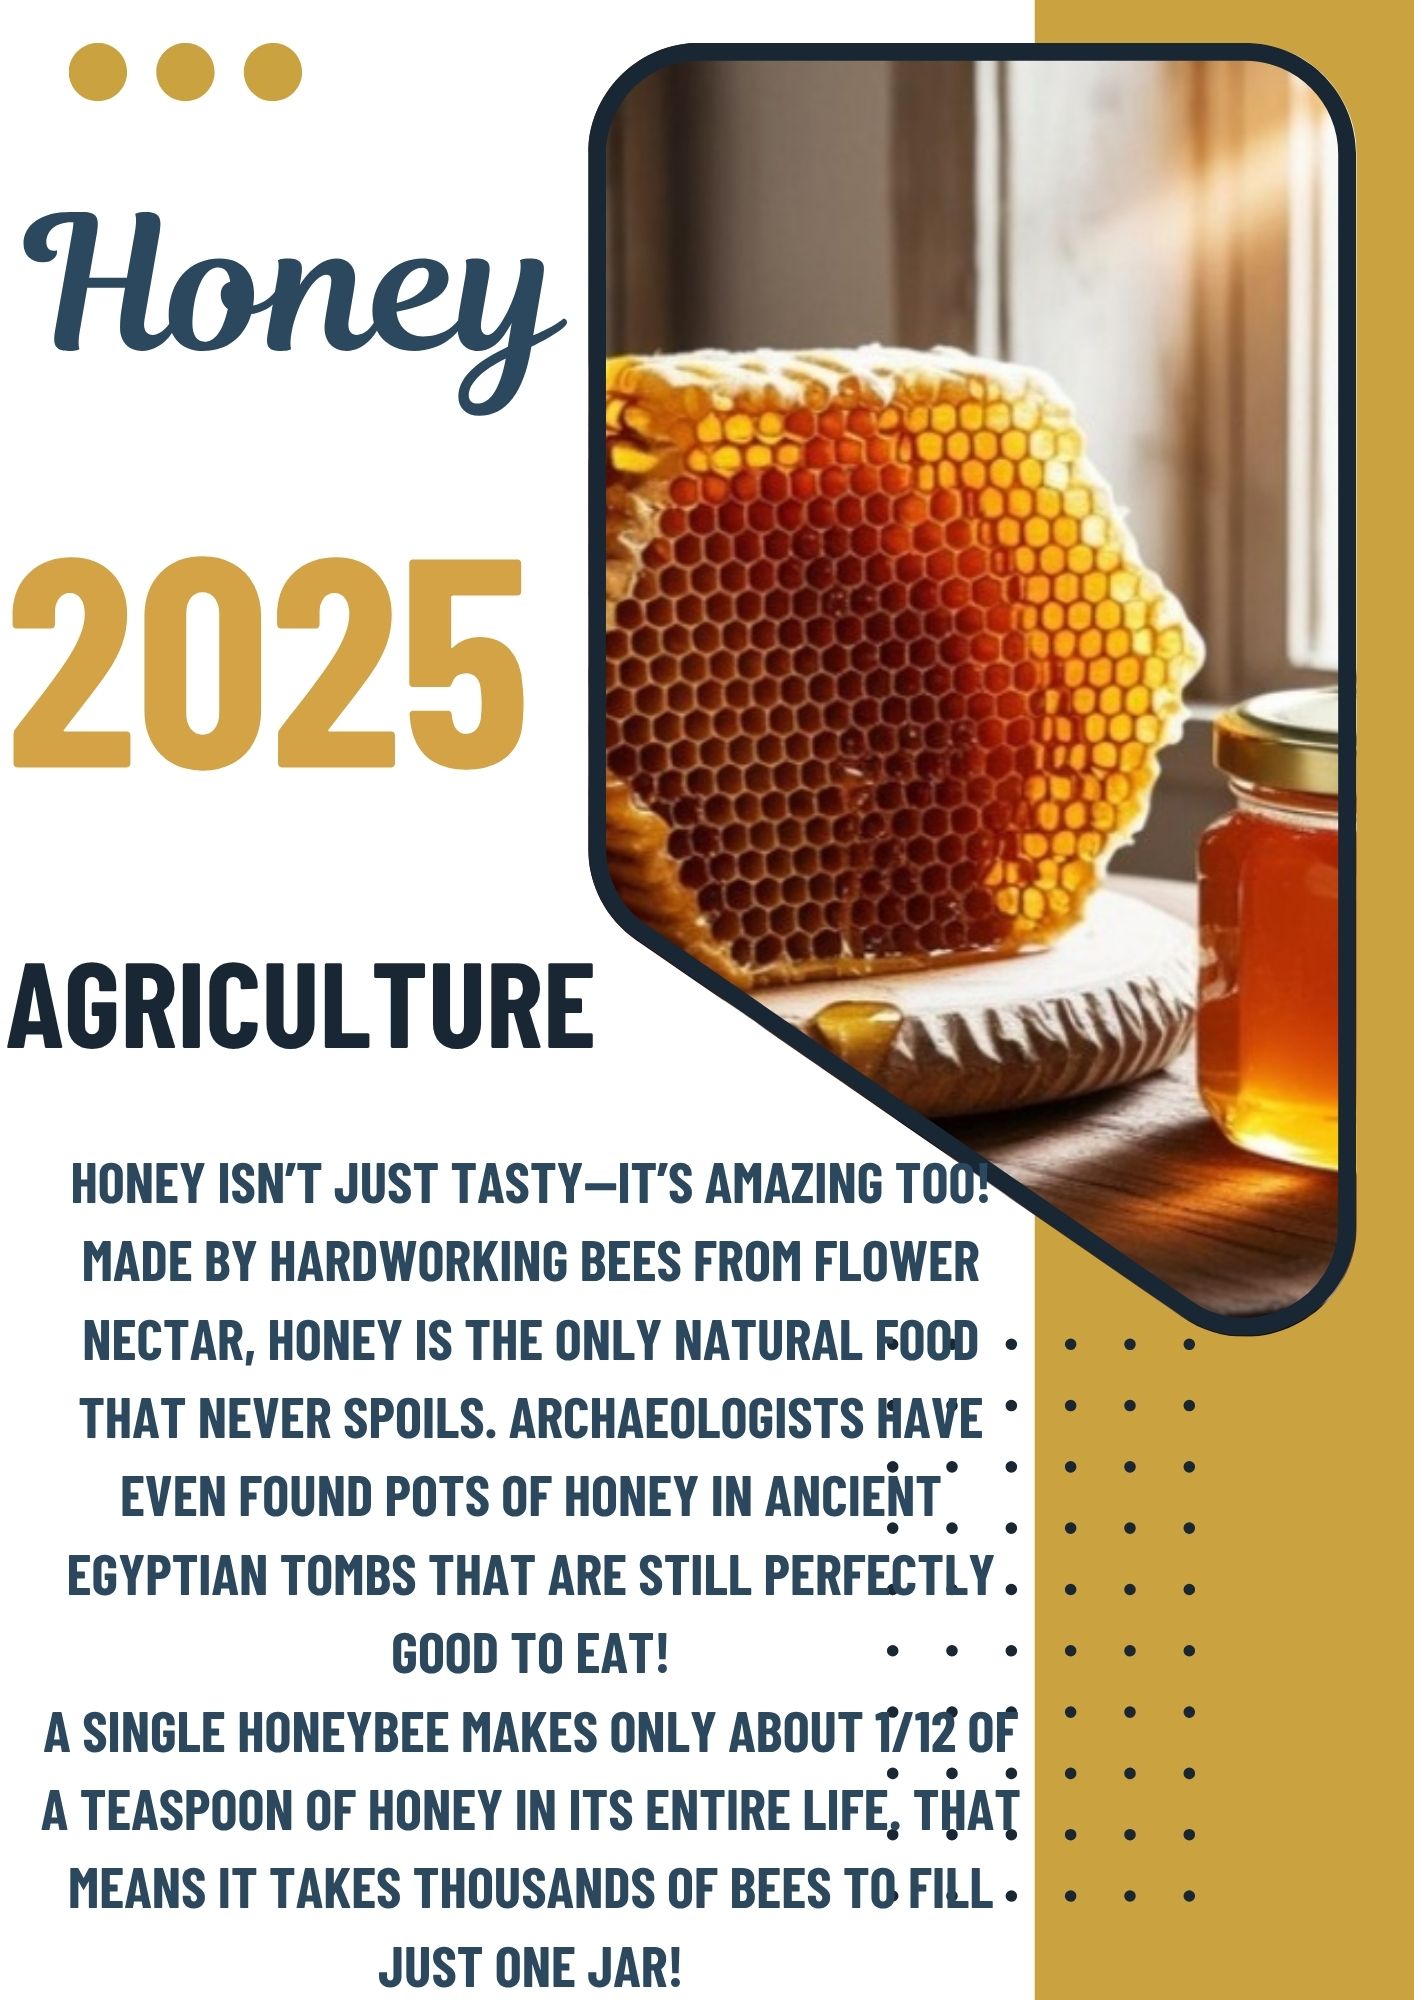 Honey
2025
AGRICULTURE
HONEY ISN’T JUST TASTY—IT’S AMAZING TOO!
MADE BY HARDWORKING BEES FROM FLOWER
NECTAR, HONEY IS THE ONLY NATURAL FOOD
THAT NEVER SPOILS. ARCHAEOLOGISTS HAVE
EVEN FOUND POTS OF HONEY IN ANCIENT
EGYPTIAN TOMBS THAT ARE STILL PERFECTLY
GOOD TO EAT!
A SINGLE HONEYBEE MAKES ONLY ABOUT 1/12 OF
A TEASPOON OF HONEY IN ITS ENTIRE LIFE, THAT
MEANS IT TAKES THOUSANDS OF BEES TO FILL
JUST ONE JAR!